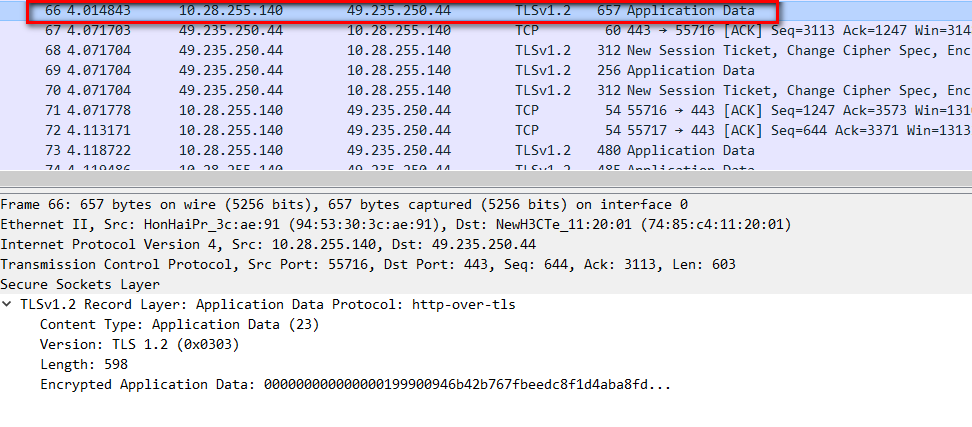 66 4.014843 10.28.255.140 49.235.250.44 TLSv1.2 657 Application Data
67 4.071703 49.235.250.44 10.28.255.140 TCP 60 443 → 55716 [ACK] Seq=3113 Ack=1247 Win=314
68 4.071704 49.235.250.44 10.28.255.140 TLSv1.2 312 New Session Ticket, Change Cipher Spec, Enc
69 4.071704 49.235.250.44 10.28.255.140 TLSv1.2 256 Application Data
70 4.071704 49.235.250.44 10.28.255.140 TLSv1.2 312 New Session Ticket, Change Cipher Spec, Enc
71 4.071778 10.28.255.140 49.235.250.44 TCP 54 55716 → 443 [ACK] Seq=1247 Ack=3573 Win=1310
72 4.113171 10.28.255.140 49.235.250.44 TCP 54 55717 → 443 [ACK] Seq=644 Ack=3371 Win=1313
73 4.118722 10.28.255.140 49.235.250.44 TLSv1.2 480 Application Data
74 4.119486 10.28.255.140 49.235.250.44 TLSv1.2 485 Application Data
Frame 66: 657 bytes on wire (5256 bits), 657 bytes captured (5256 bits) on interface 0
Ethernet II, Src: HonHaiPr_3c:ae:91 (94:53:30:3c:ae:91), Dst: NewH3CTe_11:20:01 (74:85:c4:11:20:01)
Internet Protocol Version 4, Src: 10.28.255.140, Dst: 49.235.250.44
Transmission Control Protocol, Src Port: 55716, Dst Port: 443, Seq: 644, Ack: 3113, Len: 603
Secure Sockets Layer
TLSv1.2 Record Layer: Application Data Protocol: http-over-tls
Content Type: Application Data (23)
Version: TLS 1.2 (0x0303)
Length: 598
Encrypted Application Data: 000000000000000199900946b42b767fbeedc8f1d4aba8fd...